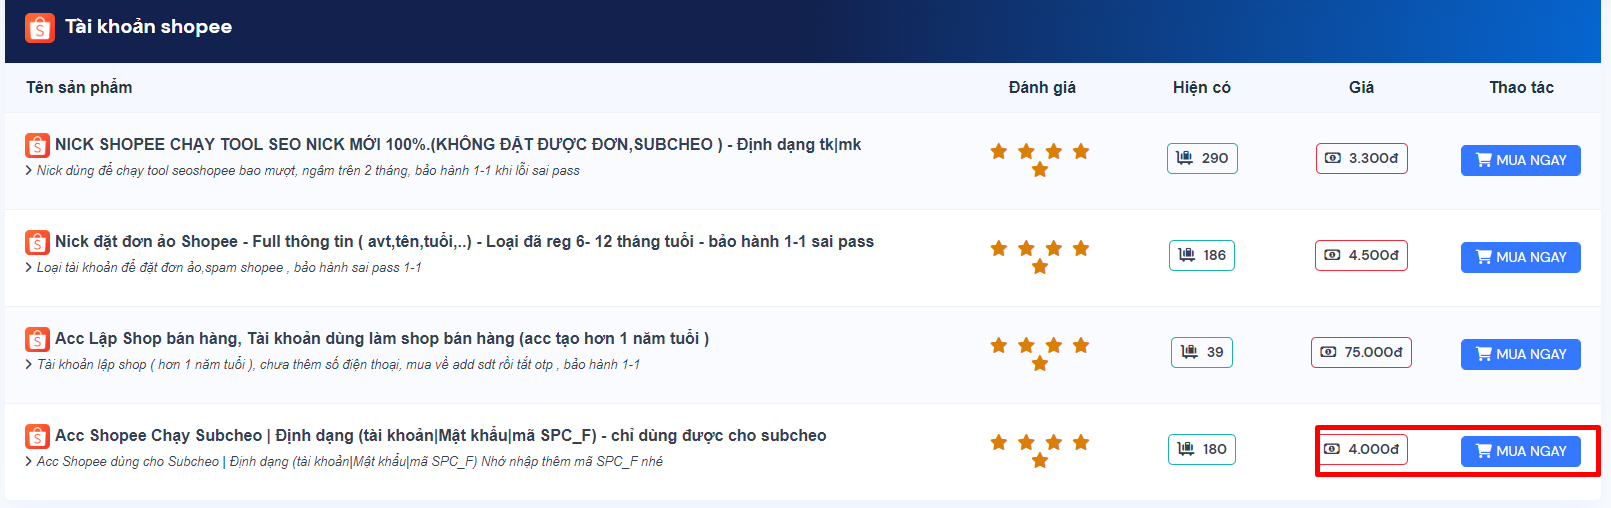 Tài khoản shopee
Tên sản phẩm Đánh giá Hiện có Giá Thao tác
NICK SHOPEE CHẠY TOOL SEO NICK MỚI 100%.(KHÔNG ĐẶT ĐƯỢC ĐƠN,SUBCHEO ) - Định dạng tk|mk 290 3.300đ MUA NGAY
Nick dùng để chạy tool seoshopee bao mượt, ngâm trên 2 tháng, bảo hành 1-1 khi lỗi sai pass
Nick đặt đơn ảo Shopee - Full thông tin ( avt,tên,tuổi,..) - Loại đã reg 6- 12 tháng tuổi - bảo hành 1-1 sai pass 186 4.500đ MUA NGAY
Loại tài khoản để đặt đơn ảo,spam shopee , bảo hành sai pass 1-1
Acc Lập Shop bán hàng, Tài khoản dùng làm shop bán hàng (acc tạo hơn 1 năm tuổi ) 39 75.000đ MUA NGAY
Tài khoản lập shop ( hơn 1 năm tuổi ), chưa thêm số điện thoại, mua về add sdt rồi tắt otp , bảo hành 1-1
Acc Shopee Chạy Subcheo | Định dạng (tài khoản|Mật khẩu|mã SPC_F) - chỉ dùng được cho subcheo 180 4.000đ MUA NGAY
Acc Shopee dùng cho Subcheo | Định dạng (tài khoản|Mật khẩu|mã SPC_F) Nhớ nhập thêm mã SPC_F nhé